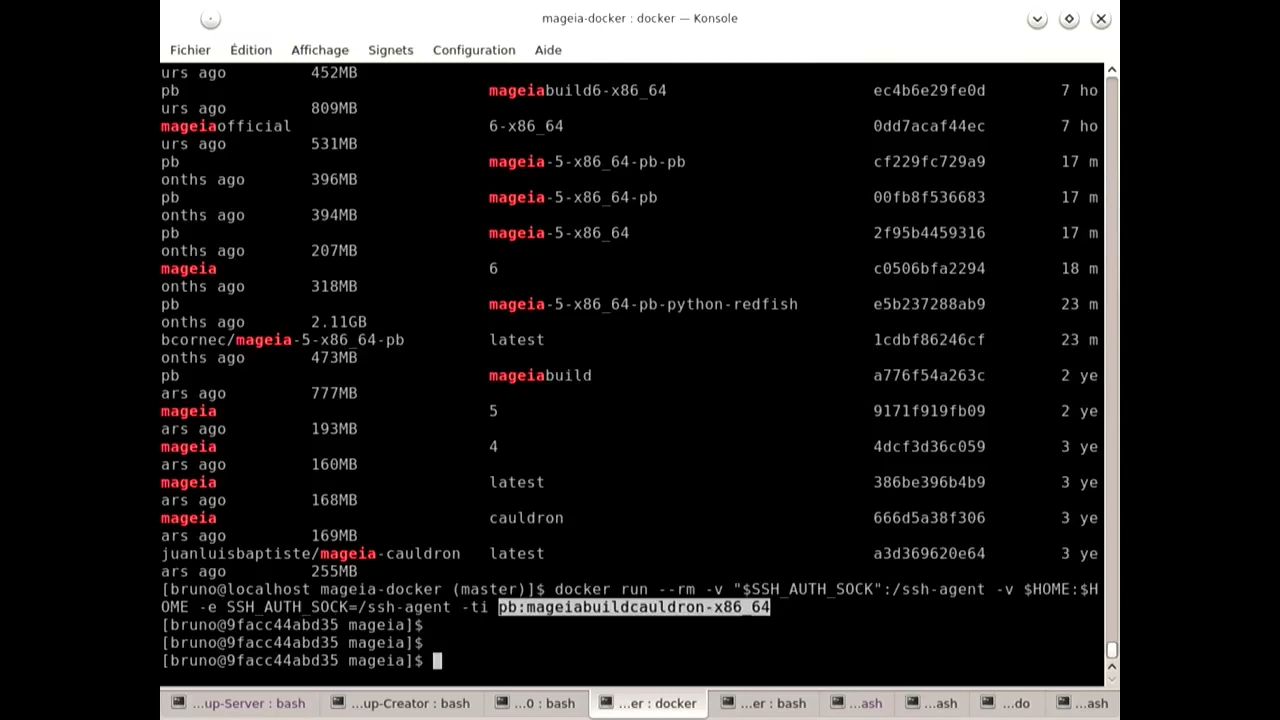 mageia-docker : docker — Konsole
Fichier Édition Affichage Signets Configuration Aide
urs ago 452MB
pb mageiabuild6-x86_64 ec4b6e29fe0d 7 ho
urs ago 809MB
mageiaofficial 6-x86_64 0dd7acaf44ec 7 ho
urs ago 531MB
pb mageia-5-x86_64-pb-pb cf229fc729a9 17 m
onths ago 396MB
pb mageia-5-x86_64-pb 00fb8f536683 17 m
onths ago 394MB
pb mageia-5-x86_64 2f95b4459316 17 m
onths ago 207MB
mageia 6 c0506bfa2294 18 m
onths ago 318MB
pb mageia-5-x86_64-pb-python-redfish e5b237288ab9 23 m
onths ago 2.11GB
bcornec/mageia-5-x86_64-pb latest 1cdbf86246cf 23 m
onths ago 473MB
pb mageiabuild a776f54a263c 2 ye
ars ago 777MB
mageia 5 9171f919fb09 2 ye
ars ago 193MB
mageia 4 4dcf3d36c059 3 ye
ars ago 160MB
mageia latest 386be396b4b9 3 ye
ars ago 168MB
mageia cauldron 666d5a38f306 3 ye
ars ago 169MB
juanluisbaptiste/mageia-cauldron latest a3d369620e64 3 ye
ars ago 255MB
[bruno@localhost mageia-docker (master)]$ docker run --rm -v "$SSH_AUTH_SOCK":/ssh-agent -v $HOME:$H
OME -e SSH_AUTH_SOCK=/ssh-agent -ti pb:mageiabuildcauldron-x86_64
[bruno@9facc44abd35 mageia]$
[bruno@9facc44abd35 mageia]$
[bruno@9facc44abd35 mageia]$
...up-Server : bash ...up-Creator : bash ...0 : bash ...er : docker ...er : bash ...ash ...ash ...do ...ash